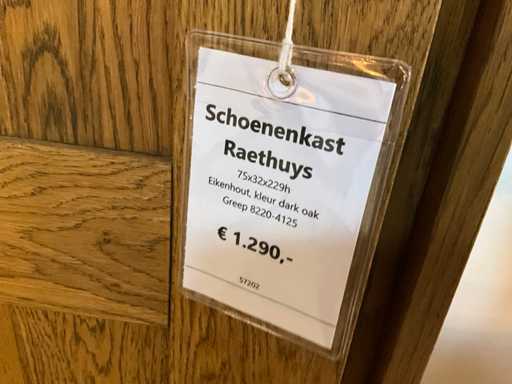 Schoenenkast
Raethuys
75x32x229h
Eikenhout, kleur dark oak
Greep 8220-4125
€ 1.290,-
57202